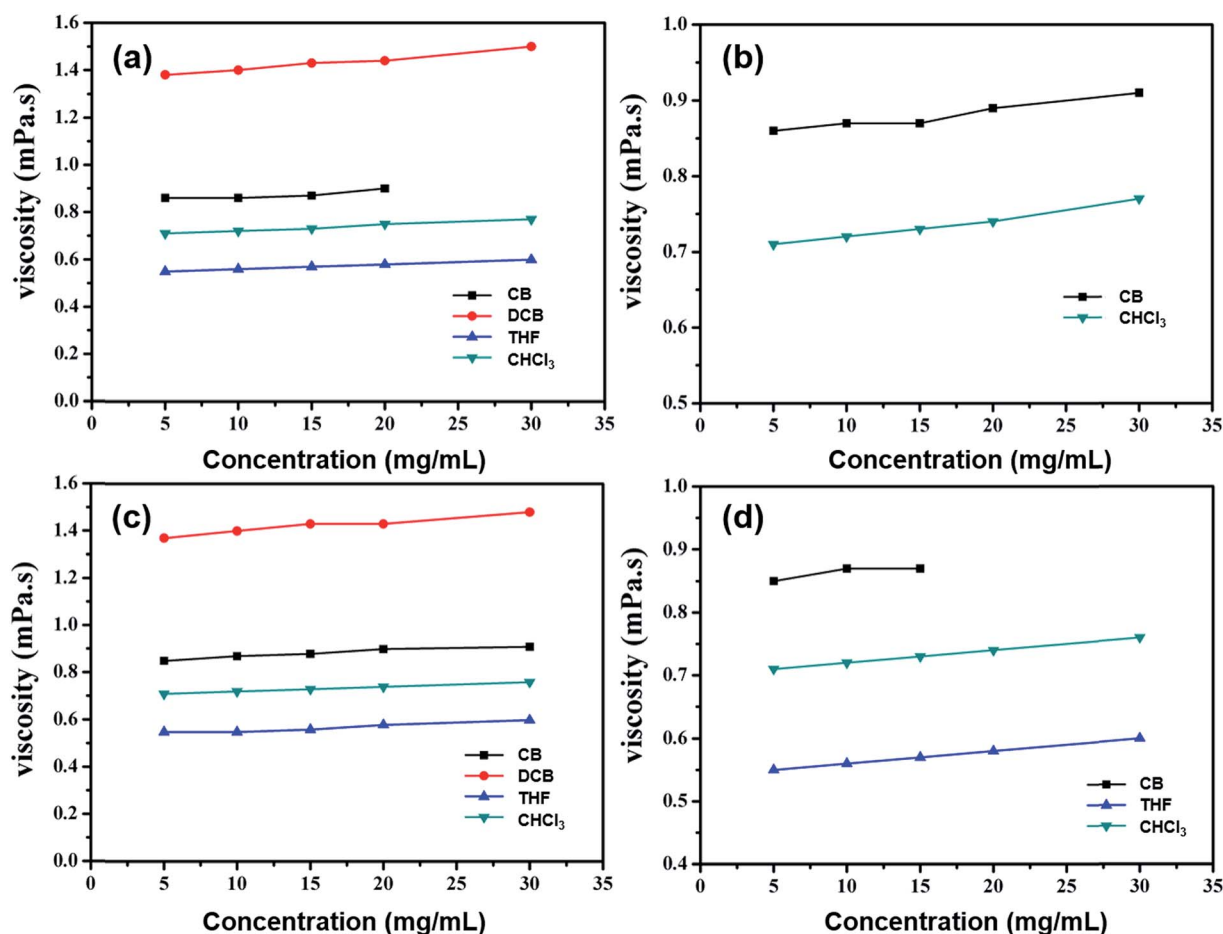 (a)
viscosity (mPa.s)
1.6
1.4
1.2
1.0
0.8
0.6
0.4
0.2
0.0
CB
DCB
THF
CHCl₃
0 5 10 15 20 25 30 35
Concentration (mg/mL)
(b)
viscosity (mPa.s)
1.0
0.9
0.8
0.7
0.6
0.5
CB
CHCl₃
0 5 10 15 20 25 30 35
Concentration (mg/mL)
(c)
viscosity (mPa.s)
1.6
1.4
1.2
1.0
0.8
0.6
0.4
0.2
0.0
CB
DCB
THF
CHCl₃
0 5 10 15 20 25 30 35
Concentration (mg/mL)
(d)
viscosity (mPa.s)
1.0
0.9
0.8
0.7
0.6
0.5
0.4
CB
THF
CHCl₃
0 5 10 15 20 25 30 35
Concentration (mg/mL)